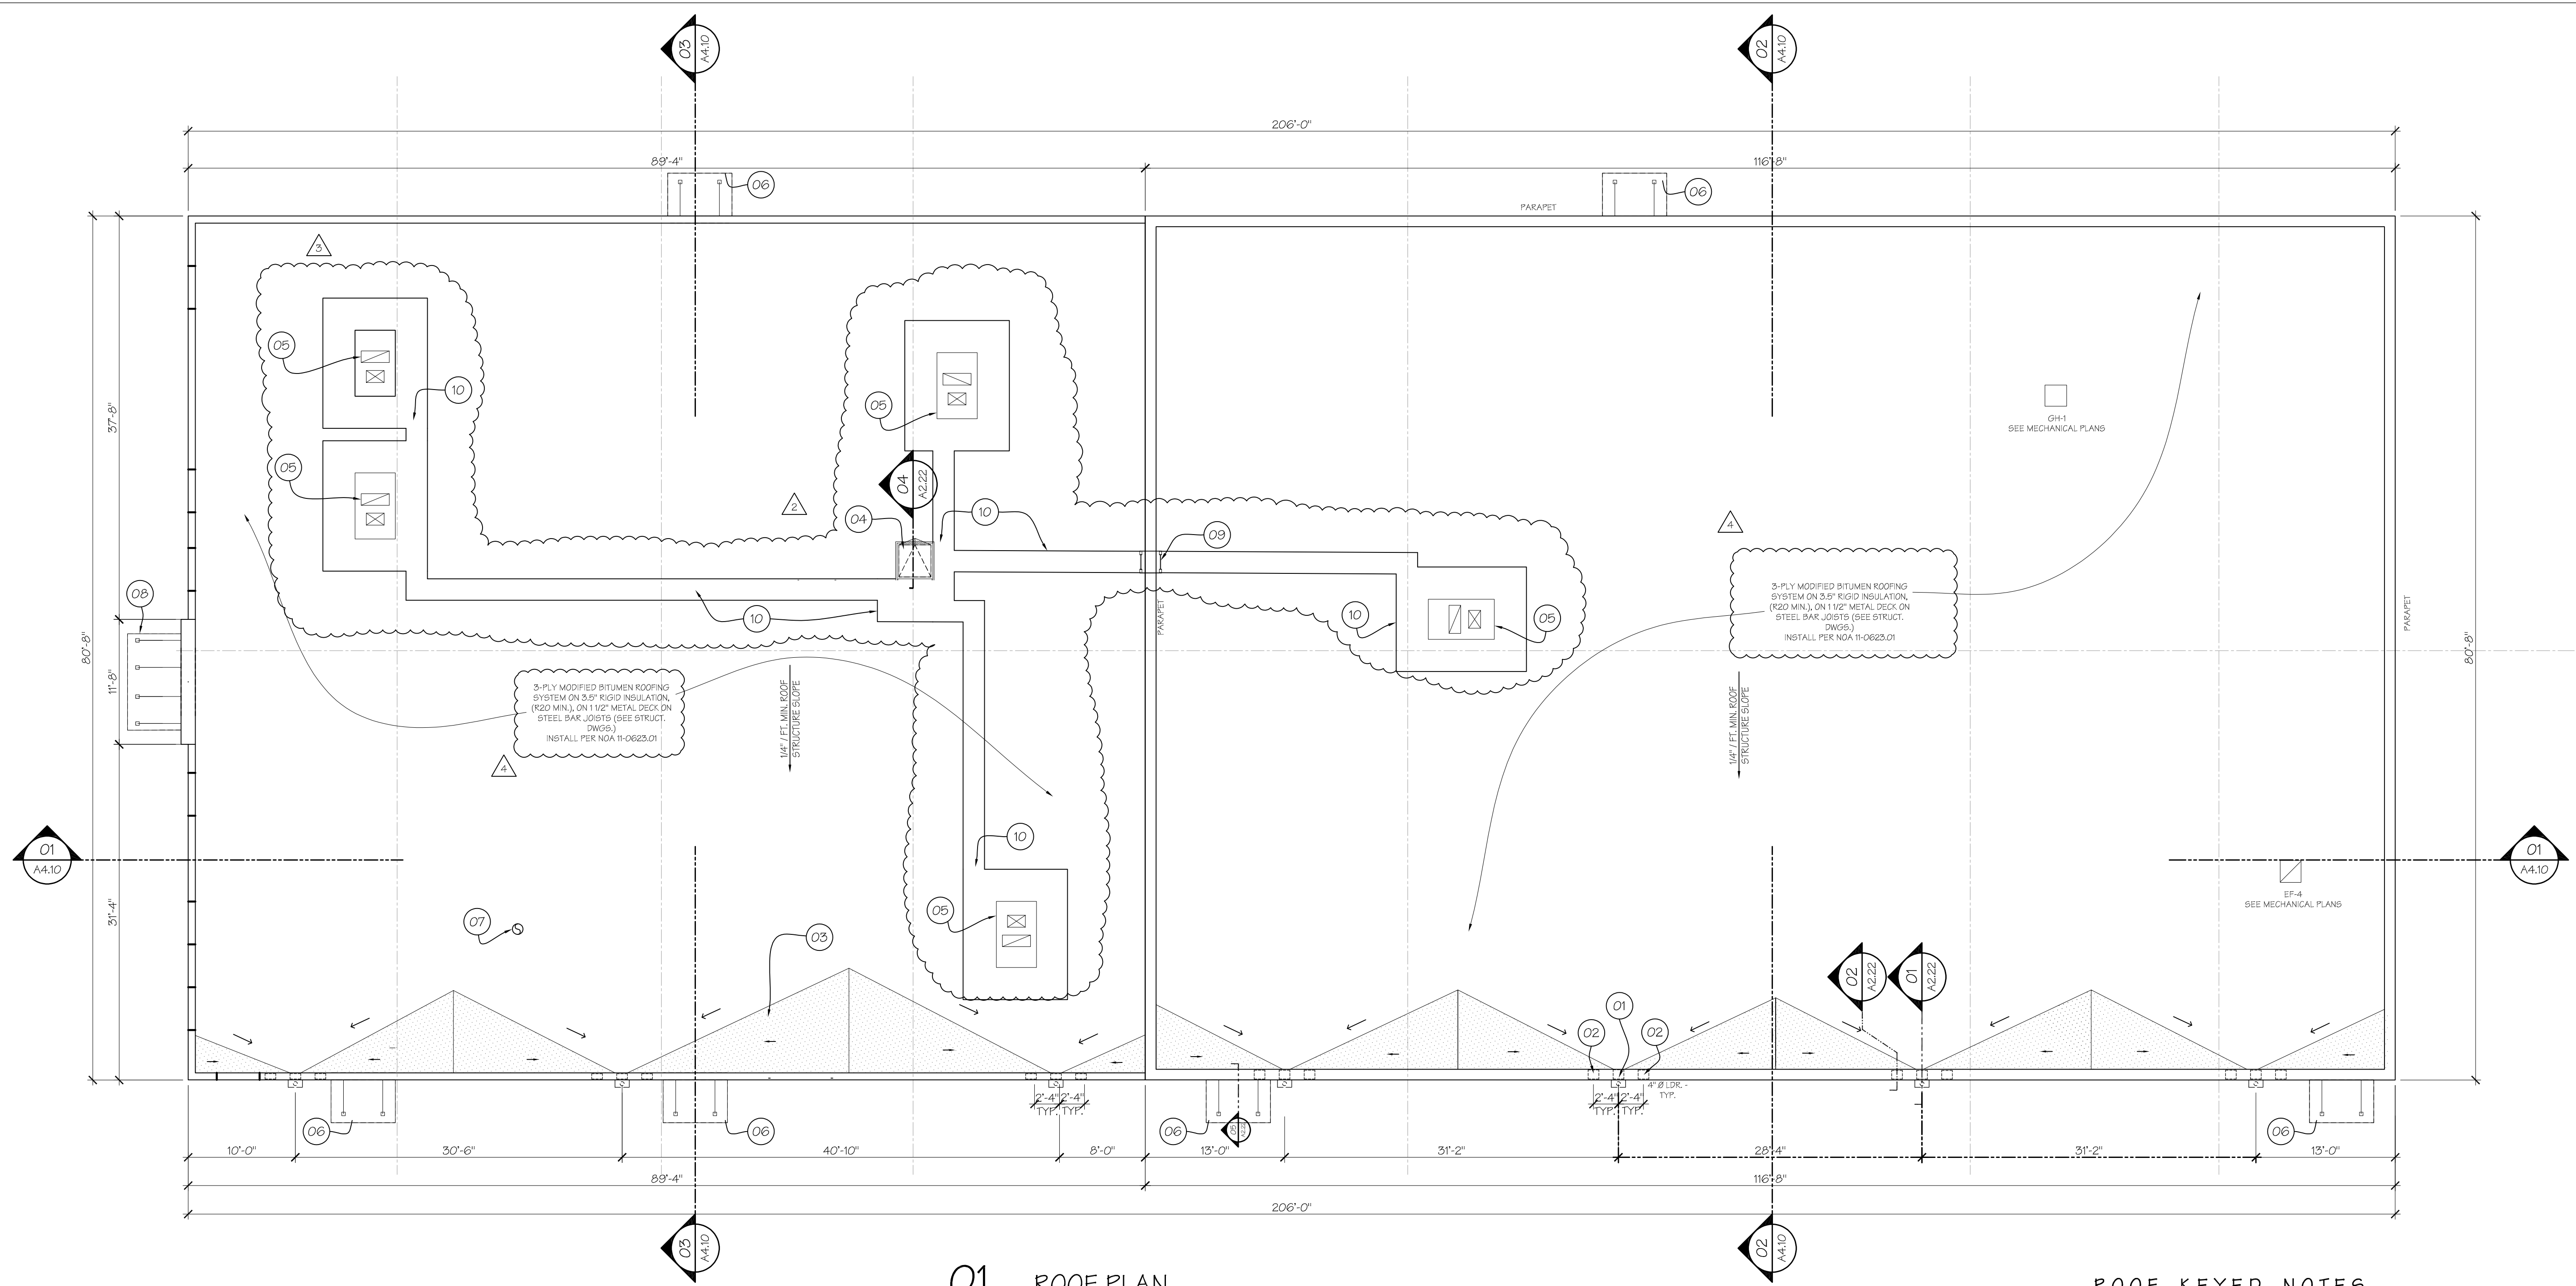 03
A4.10
02
A4.10
206'-0"
89'-4"
116'-8"
06
06
PARAPET
3
05
10
05
GH-1
SEE MECHANICAL PLANS
37'-8"
05
04
A2.22
2
04
10
09
4
08
3-PLY MODIFIED BITUMEN ROOFING
SYSTEM ON 3.5" RIGID INSULATION,
(R20 MIN.), ON 1 1/2" METAL DECK ON
STEEL BAR JOISTS (SEE STRUCT.
DWGS.)
INSTALL PER NOA 11-0623.01
10
PARAPET
10
05
PARAPET
80'-8"
11'-8"
80'-8"
3-PLY MODIFIED BITUMEN ROOFING
SYSTEM ON 3.5" RIGID INSULATION,
(R20 MIN.), ON 1 1/2" METAL DECK ON
STEEL BAR JOISTS (SEE STRUCT.
DWGS.)
INSTALL PER NOA 11-0623.01
4
1/4" / FT. MIN. ROOF
STRUCTURE SLOPE
1/4" / FT. MIN. ROOF
STRUCTURE SLOPE
10
01
A4.10
01
A4.10
31'-4"
EF-4
SEE MECHANICAL PLANS
07
03
05
02
A2.22
01
A2.22
02
01
02
4" Ø LDR. -
TYP.
2'-4"
TYP.
2'-4"
TYP.
2'-4"
TYP.
2'-4"
TYP.
06
06
06
05
06
10'-0"
30'-6"
40'-10"
8'-0"
13'-0"
31'-2"
28'-4"
31'-2"
13'-0"
89'-4"
116'-8"
206'-0"
03
A4.10
02
A4.10
01
ROOF PLAN
ROOF KEYED NOTES